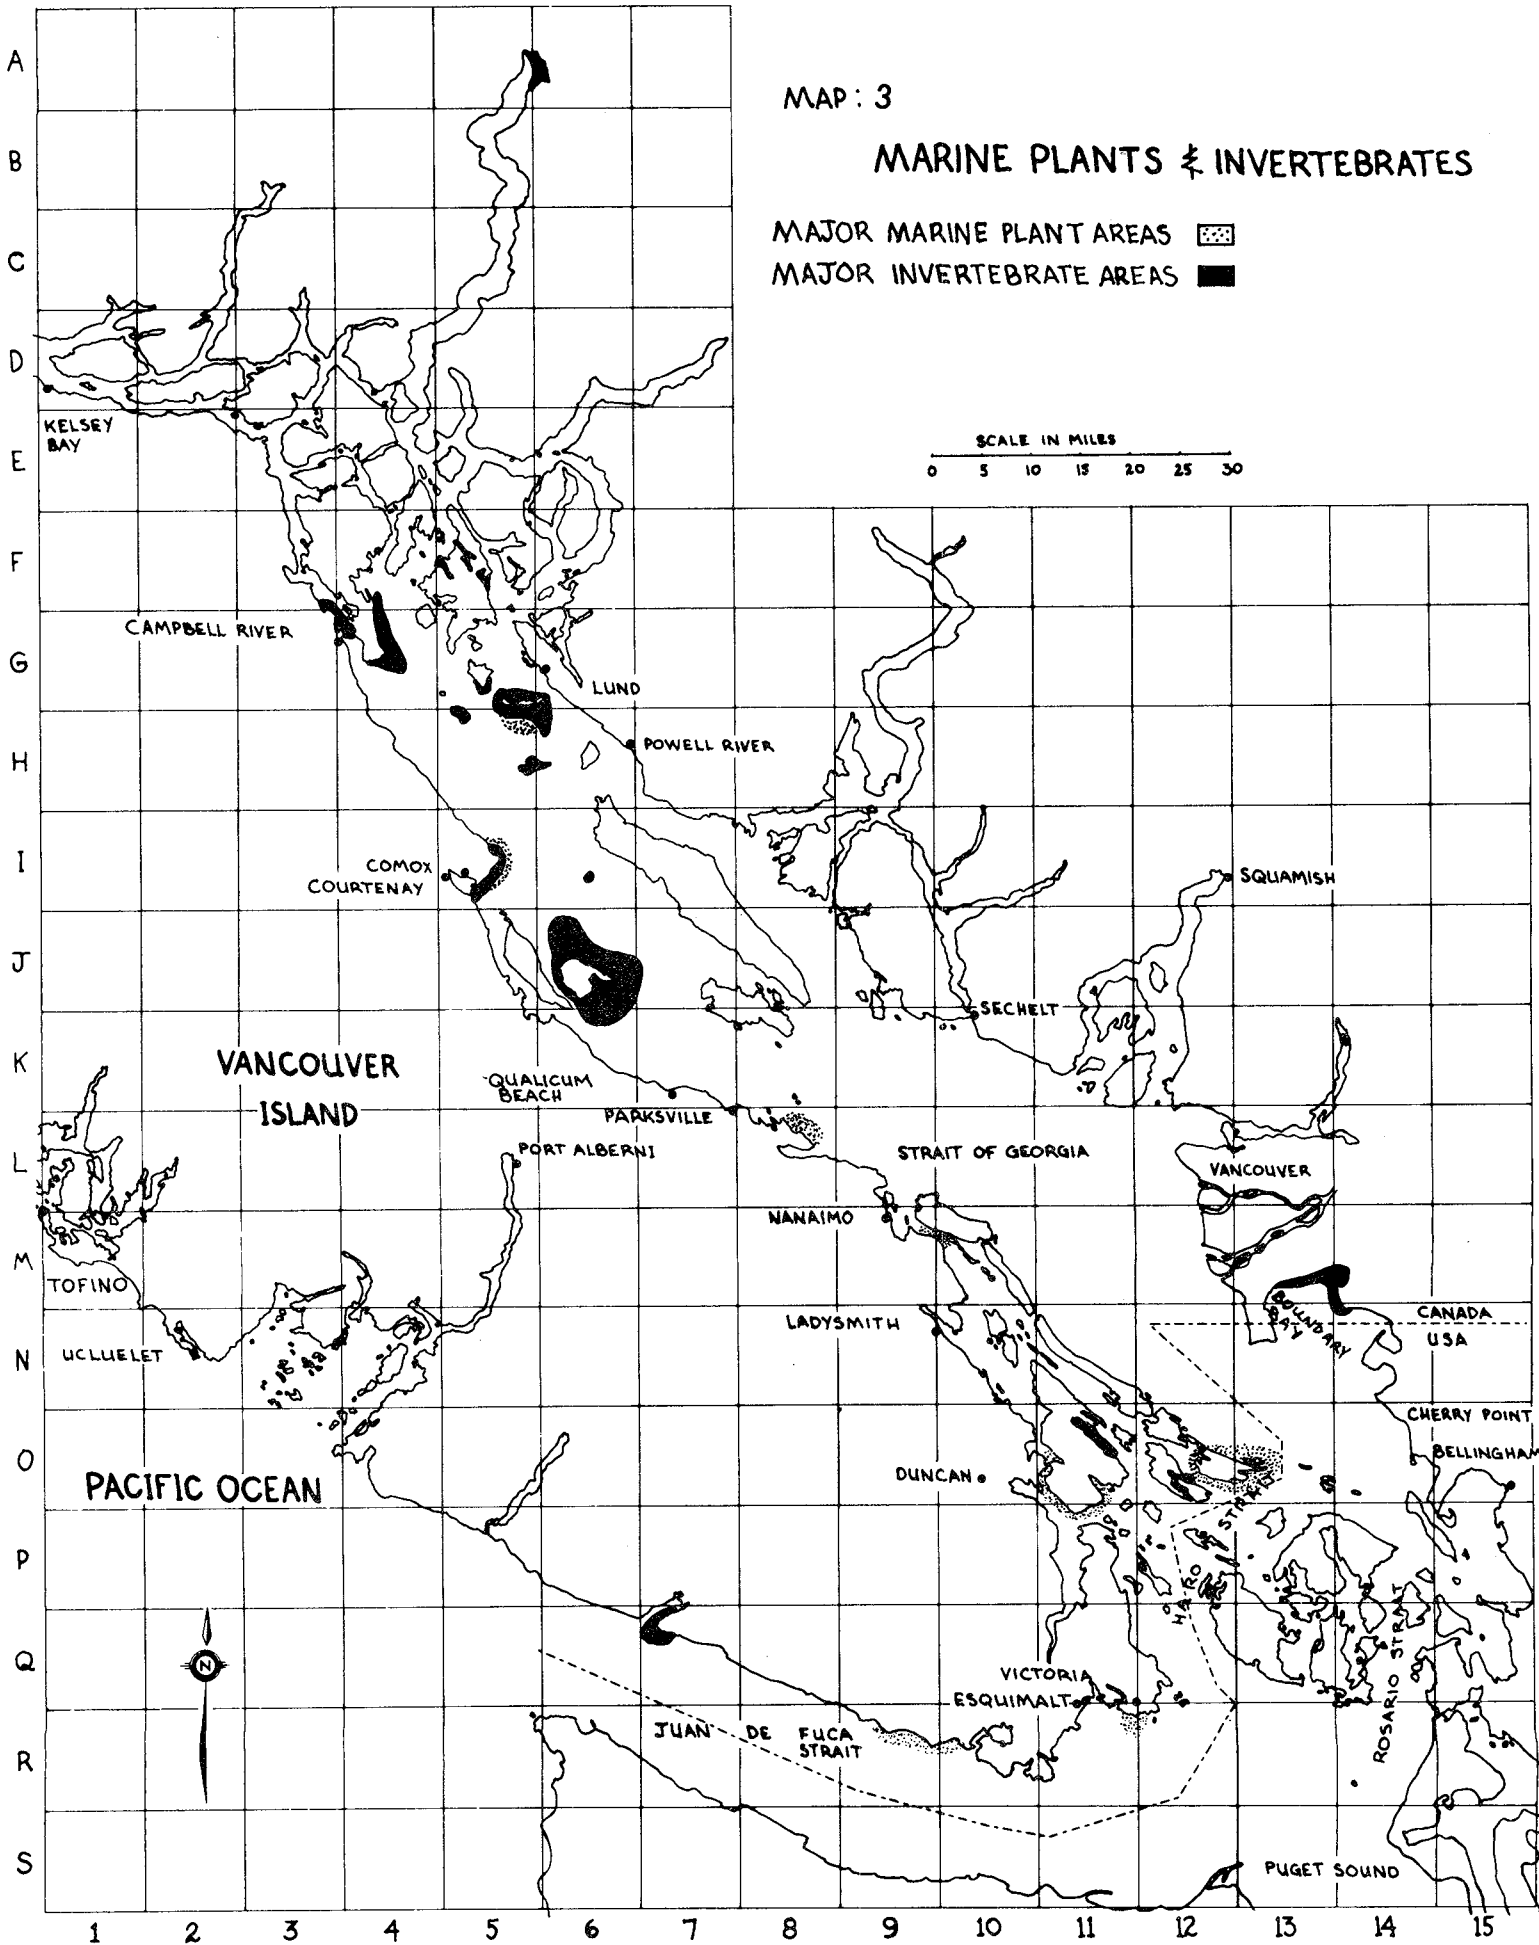 MAP: 3
MARINE PLANTS & INVERTEBRATES
MAJOR MARINE PLANT AREAS
MAJOR INVERTEBRATE AREAS
SCALE IN MILES
0 5 10 15 20 25 30
A
B
C
D
E
F
G
H
I
J
K
L
M
N
O
P
Q
R
S
KELSEY
BAY
CAMPBELL RIVER
LUND
POWELL RIVER
COMOX
COURTENAY
SQUAMISH
SECHELT
VANCOUVER
ISLAND
QUALICUM
BEACH
PARKSVILLE
PORT ALBERNI
STRAIT OF GEORGIA
VANCOUVER
NANAIMO
TOFINO
BOUNDARY
BAY
CANADA
USA
LADYSMITH
UCLUELET
CHERRY POINT
BELLINGHAM
PACIFIC OCEAN
DUNCAN
HARO
STRAIT
ROSARIO STRAIT
N
VICTORIA
ESQUIMALT
JUAN DE FUCA
STRAIT
PUGET SOUND
1 2 3 4 5 6 7 8 9 10 11 12 13 14 15